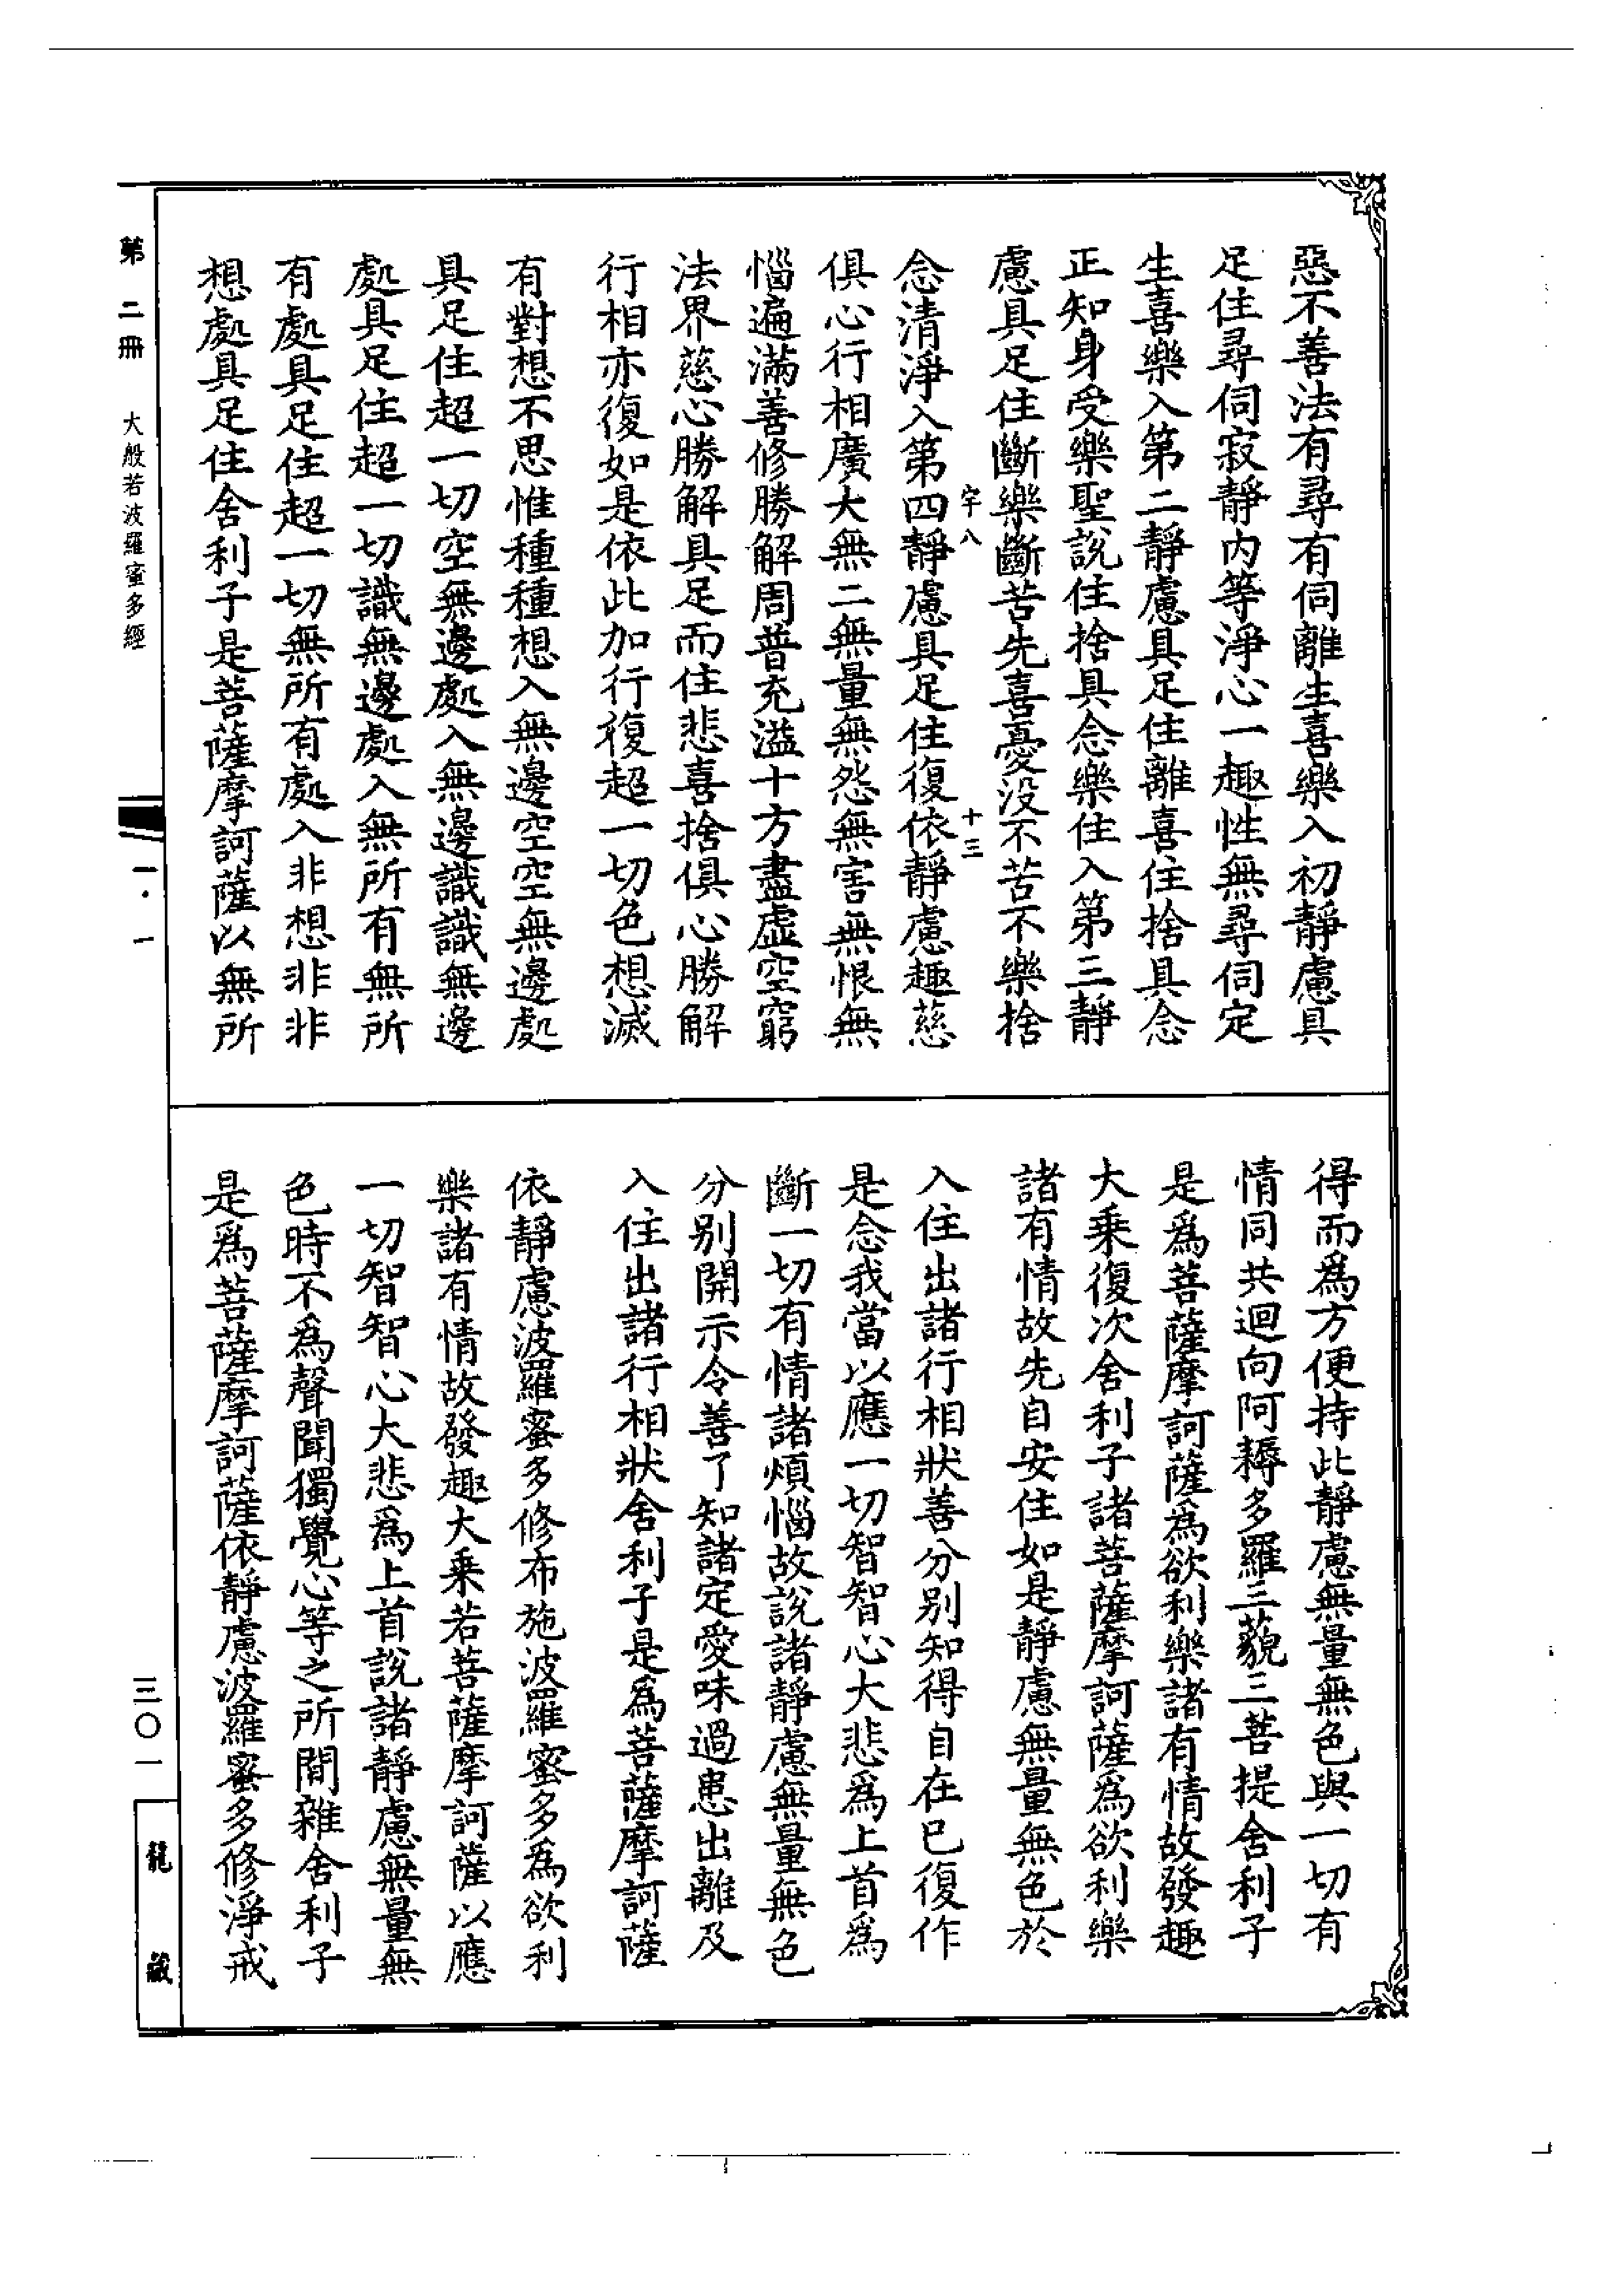 惡不善法有尋有伺離生喜樂入初靜慮具
足住尋伺寂靜內等淨心一趣性無尋伺定
生喜樂入第二靜慮具足住離喜住捨具念
正知身受樂聖說住捨具念樂住入第三靜
慮具足住斷樂斷苦先喜憂沒不苦不樂捨
字八 十三
念清淨入第四靜慮具足住復依靜慮趣慈
俱心行相廣大無二無量無怨無害無恨無
惱遍滿善修勝解周普充溢十方盡虛空窮
法界慈心勝解具足而住悲喜捨俱心勝解
行相亦復如是依此加行復超一切色想滅
有對想不思惟種種想入無邊空空無邊處
具足住超一切空無邊處入無邊識識無邊
處具足住超一切識無邊處入無所有無所
有處具足住超一切無所有處入非想非非
想處具足住舍利子是菩薩摩訶薩以無所
得而為方便持此靜慮無量無色與一切有
情同共迴向阿耨多羅三藐三菩提舍利子
是為菩薩摩訶薩為欲利樂諸有情故發趣
大乗復次舍利子諸菩薩摩訶薩為欲利樂
諸有情故先自安住如是靜慮無量無色於
入住出諸行相狀善分別知得自在已復作
是念我當以應一切智智心大悲為上首為
斷一切有情諸煩惱故說諸靜慮無量無色
分別開示令善了知諸定愛味過患出離及
入住出諸行相狀舍利子是為菩薩摩訶薩
依靜慮波羅蜜多修布施波羅蜜多為欲利
樂諸有情故發趣大乗若菩薩摩訶薩以應
一切智智心大悲為上首說諸靜慮無量無
色時不為聲聞獨覺心等之所間雜舍利子
是為菩薩摩訶薩依靜慮波羅蜜多修淨戒
第二冊 大般若波羅蜜多經
一·一
三〇一
龍藏